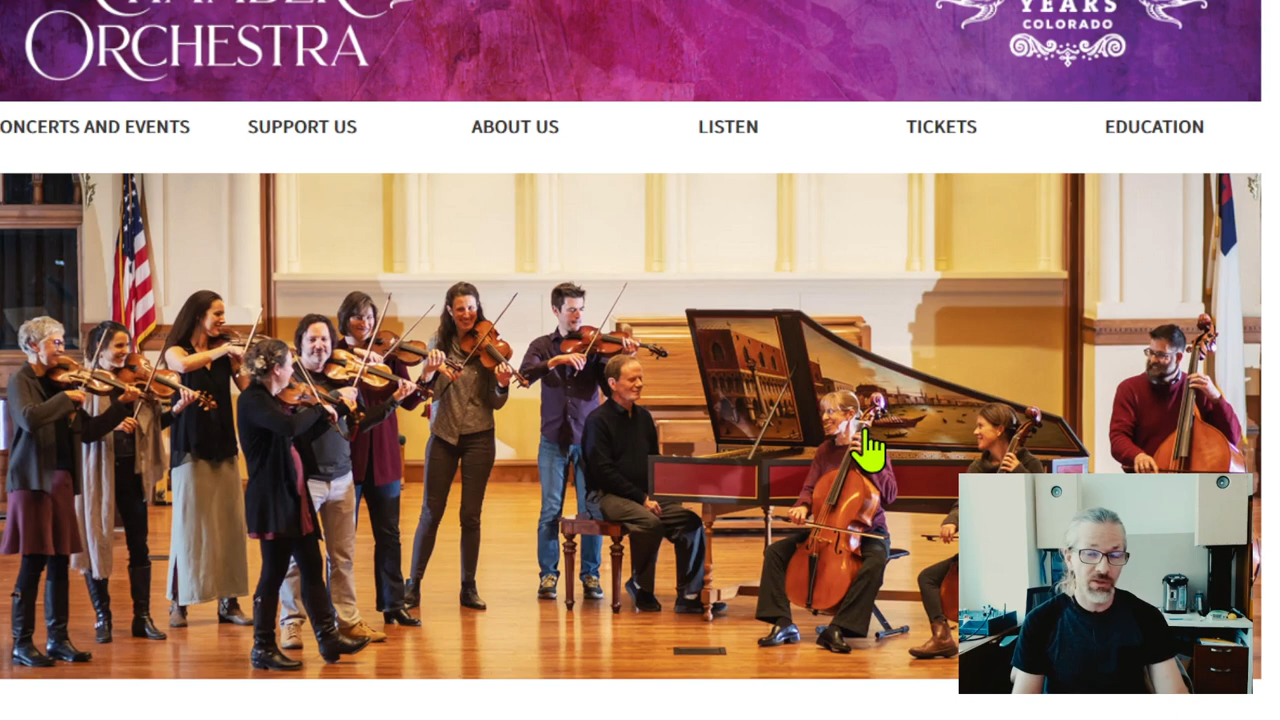 ORCHESTRA
YEARS
COLORADO
ONCERTS AND EVENTS
SUPPORT US
ABOUT US
LISTEN
TICKETS
EDUCATION